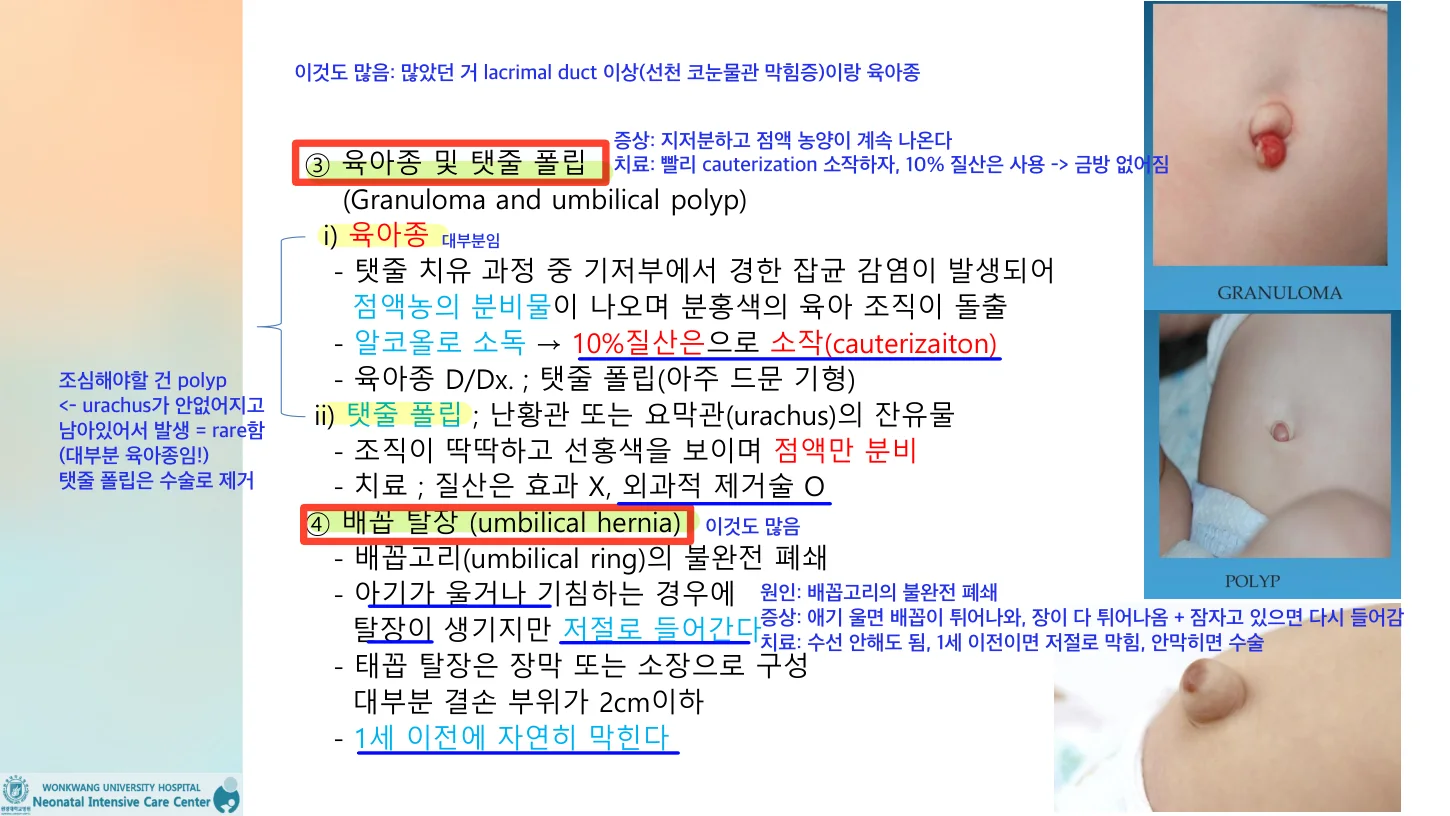 이것도 많음: 많았던 거 lacrimal duct 이상(선천 코눈물관 막힘증)이랑 육아종
③ 육아종 및 탯줄 폴립
증상: 지저분하고 점액 농양이 계속 나온다
치료: 빨리 cauterization 소작하자, 10% 질산은 사용 -> 금방 없어짐
(Granuloma and umbilical polyp)
i) 육아종 대부분임
- 탯줄 치유 과정 중 기저부에서 경한 잡균 감염이 발생되어
점액농의 분비물이 나오며 분홍색의 육아 조직이 돌출
- 알코올로 소독 → 10%질산은으로 소작(cauterizaiton)
- 육아종 D/Dx. ; 탯줄 폴립(아주 드문 기형)
ii) 탯줄 폴립 ; 난황관 또는 요막관(urachus)의 잔유물
- 조직이 딱딱하고 선홍색을 보이며 점액만 분비
- 치료 ; 질산은 효과 X, 외과적 제거술 O
조심해야할 건 polyp
<- urachus가 안없어지고
남아있어서 발생 = rare함
(대부분 육아종임!)
탯줄 폴립은 수술로 제거
④ 배꼽 탈장 (umbilical hernia) 이것도 많음
- 배꼽고리(umbilical ring)의 불완전 폐쇄
- 아기가 울거나 기침하는 경우에
탈장이 생기지만 저절로 들어간다
원인: 배꼽고리의 불완전 폐쇄
증상: 애기 울면 배꼽이 튀어나와, 장이 다 튀어나옴 + 잠자고 있으면 다시 들어감
치료: 수선 안해도 됨, 1세 이전이면 저절로 막힘, 안막히면 수술
- 태꼽 탈장은 장막 또는 소장으로 구성
대부분 결손 부위가 2cm이하
- 1세 이전에 자연히 막힌다
GRANULOMA
POLYP
WONKWANG UNIVERSITY HOSPITAL
Neonatal Intensive Care Center